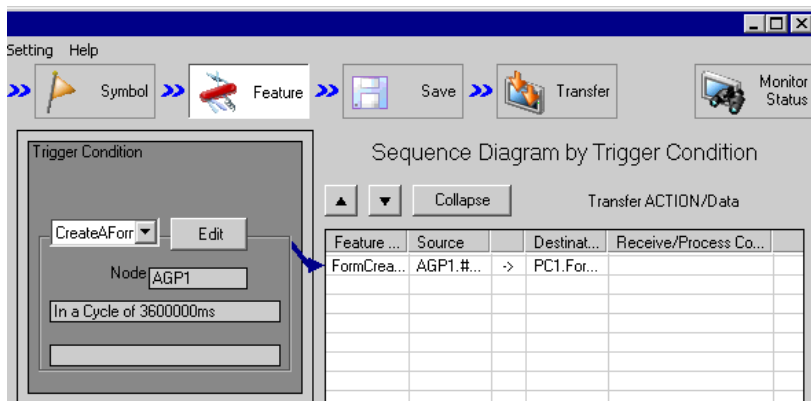 Setting Help
Symbol Feature Save Transfer Monitor Status
Trigger Condition
Sequence Diagram by Trigger Condition
Collapse Transfer ACTION/Data
CreateAForr Edit
Feature ... Source Destinat... Receive/Process Co...
FormCrea... AGP1.#... -> PC1.For...
Node AGP1
In a Cycle of 3600000ms